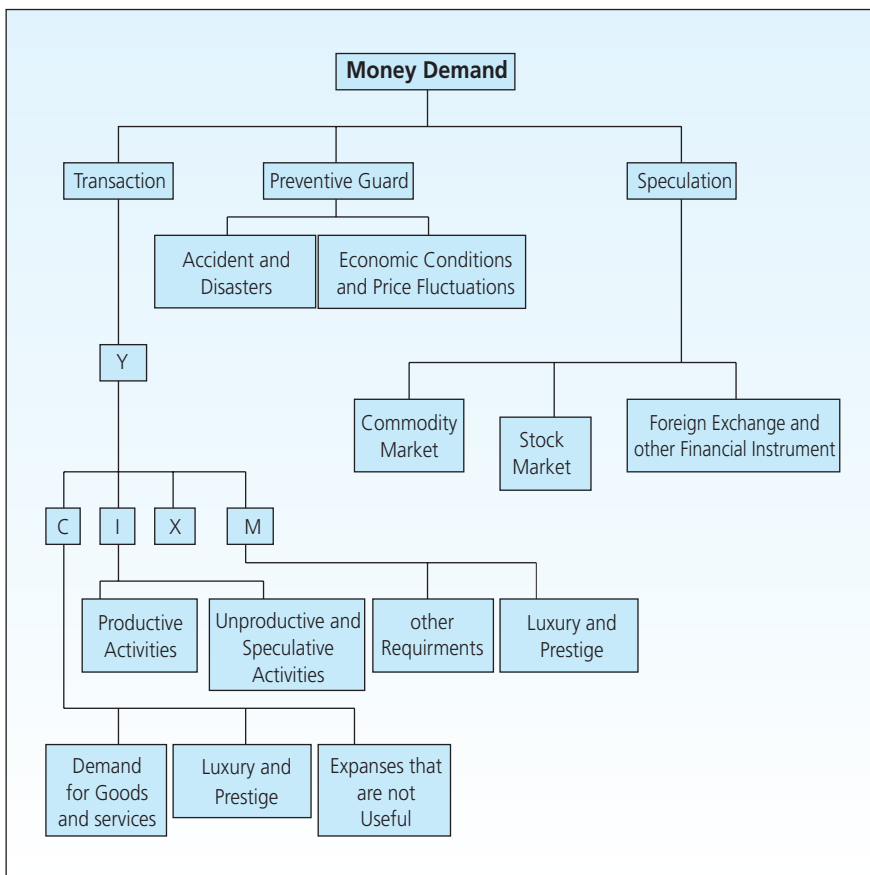 Money Demand
Transaction
Preventive Guard
Speculation
Accident and
Disasters
Economic Conditions
and Price Fluctuations
Y
Commodity
Market
Stock
Market
Foreign Exchange and
other Financial Instrument
C
I
X
M
Productive
Activities
Unproductive and
Speculative
Activities
other
Requirments
Luxury and
Prestige
Demand
for Goods
and services
Luxury and
Prestige
Expanses that
are not
Useful